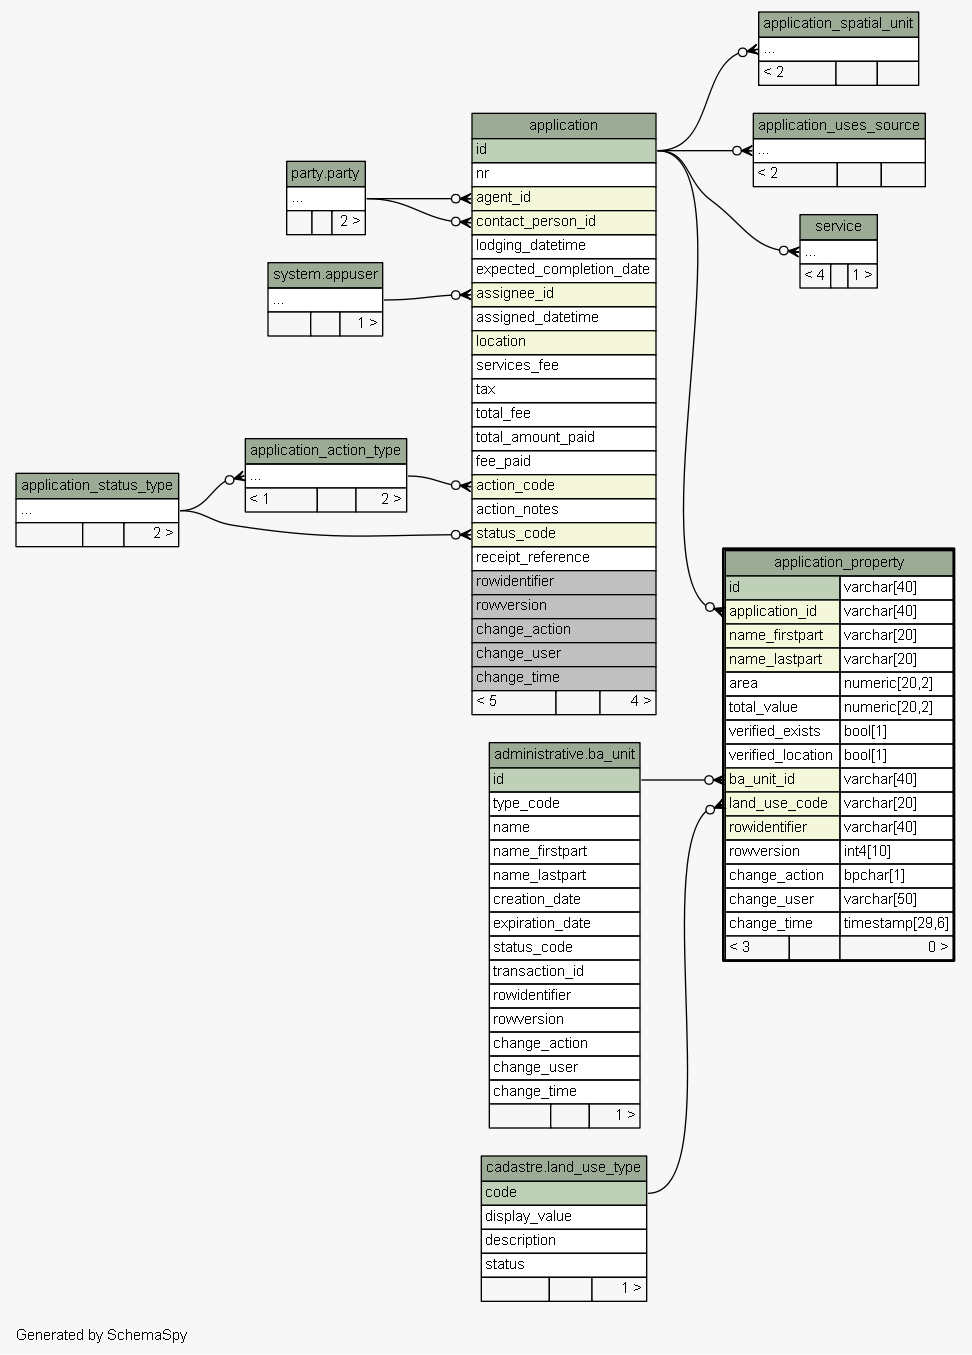 application_spatial_unit
...
< 2
application_uses_source
...
< 2
service
...
< 4 1 >
application
id
nr
agent_id
contact_person_id
lodging_datetime
expected_completion_date
assignee_id
assigned_datetime
location
services_fee
tax
total_fee
total_amount_paid
fee_paid
action_code
action_notes
status_code
receipt_reference
rowidentifier
rowversion
change_action
change_user
change_time
< 5 4 >
party.party
...
2 >
system.appuser
...
1 >
application_action_type
...
< 1 2 >
application_status_type
...
2 >
application_property
id varchar[40]
application_id varchar[40]
name_firstpart varchar[20]
name_lastpart varchar[20]
area numeric[20,2]
total_value numeric[20,2]
verified_exists bool[1]
verified_location bool[1]
ba_unit_id varchar[40]
land_use_code varchar[20]
rowidentifier varchar[40]
rowversion int4[10]
change_action bpchar[1]
change_user varchar[50]
change_time timestamp[29,6]
< 3 0 >
administrative.ba_unit
id
type_code
name
name_firstpart
name_lastpart
creation_date
expiration_date
status_code
transaction_id
rowidentifier
rowversion
change_action
change_user
change_time
1 >
cadastre.land_use_type
code
display_value
description
status
1 >
Generated by SchemaSpy